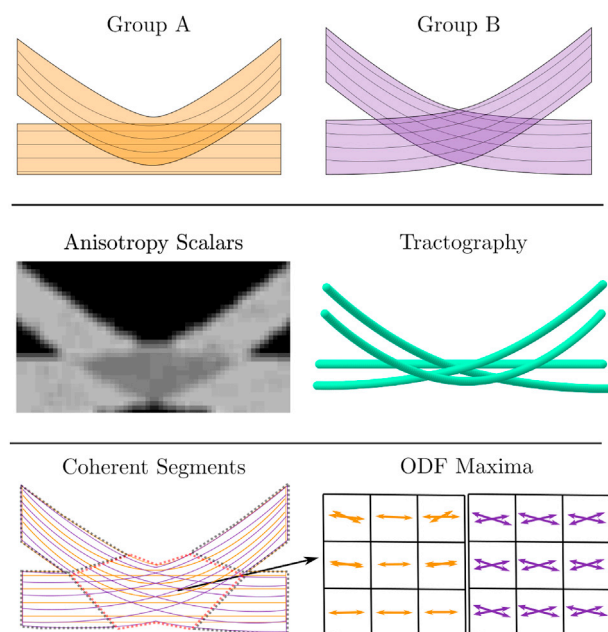 Group A
Group B
Anisotropy Scalars
Tractography
Coherent Segments
ODF Maxima